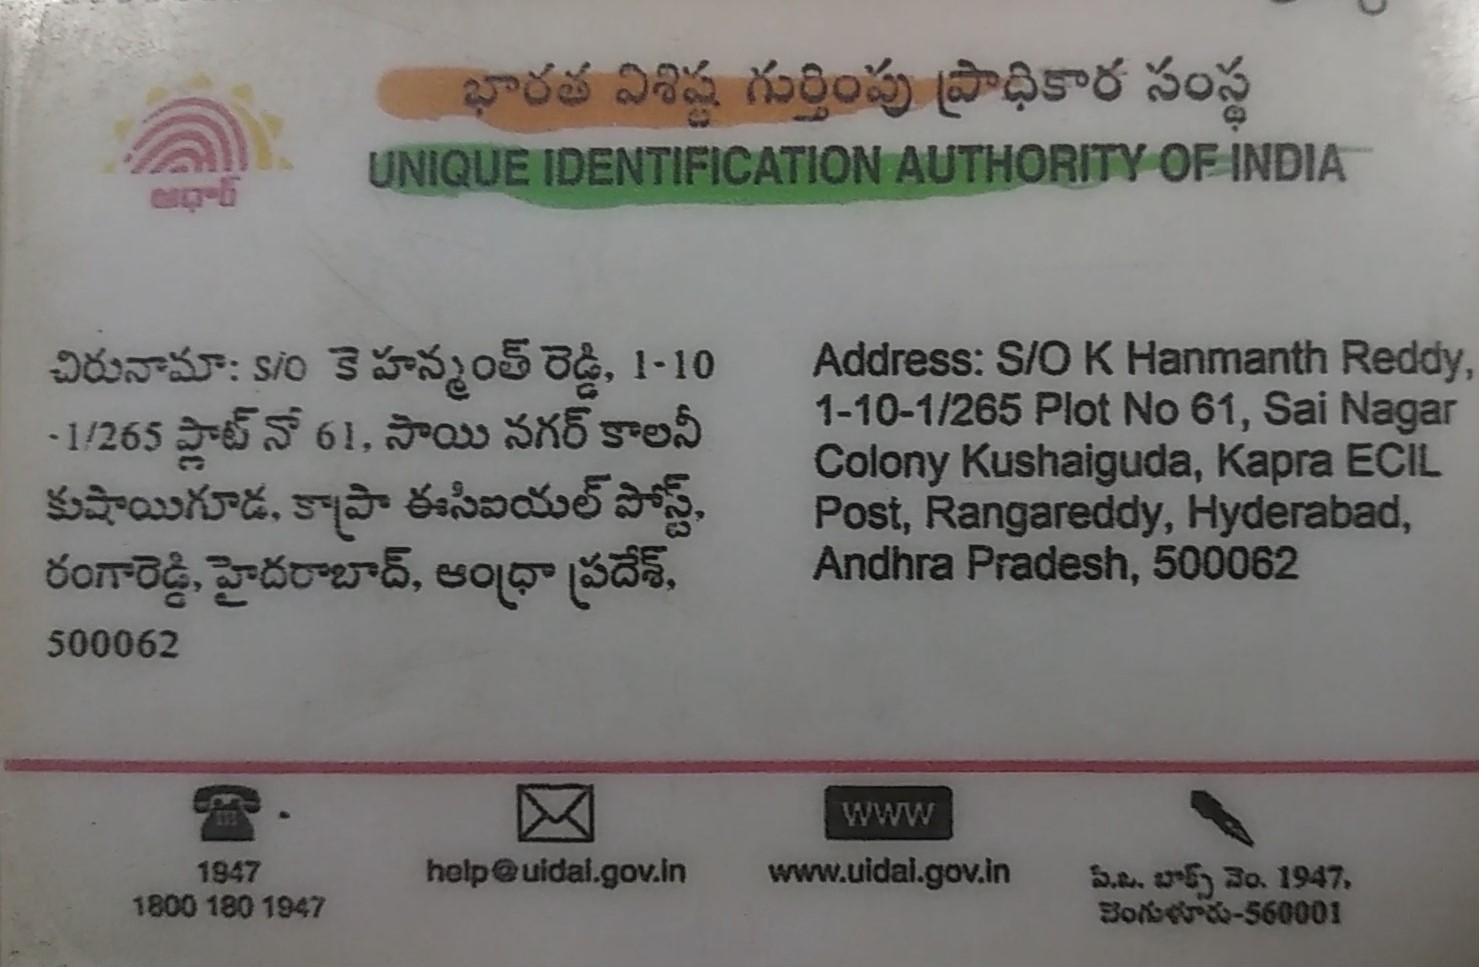 భారత విశిష్ట గుర్తింపు ప్రాధికార సంస్థ
UNIQUE IDENTIFICATION AUTHORITY OF INDIA
ఆధార్
చిరునామా: S/O కె హన్మంత్ రెడ్డి, 1-10
-1/265 ప్లాట్ నో 61, సాయి నగర్ కాలనీ
కుషాయిగూడ, కాప్రా ఈసిఐయల్ పోస్ట్,
రంగారెడ్డి, హైదరాబాద్, ఆంధ్రా ప్రదేశ్,
500062
Address: S/O K Hanmanth Reddy,
1-10-1/265 Plot No 61, Sai Nagar
Colony Kushaiguda, Kapra ECIL
Post, Rangareddy, Hyderabad,
Andhra Pradesh, 500062
1947
1800 180 1947
help@uidai.gov.in
WWW
www.uidai.gov.in
పి.ఒ. బాక్స్ నెం. 1947,
బెంగుళూరు-560001